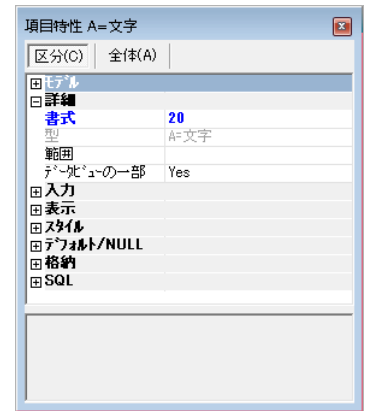 項目特性 A=文字
区分(C) 全体(A)
ﾓﾃﾞﾙ
詳細
書式 20
型 A=文字
範囲
ﾃﾞｰﾀﾋﾞｭｰの一部 Yes
入力
表示
ｽﾀｲﾙ
ﾃﾞﾌｫﾙﾄ/NULL
格納
SQL